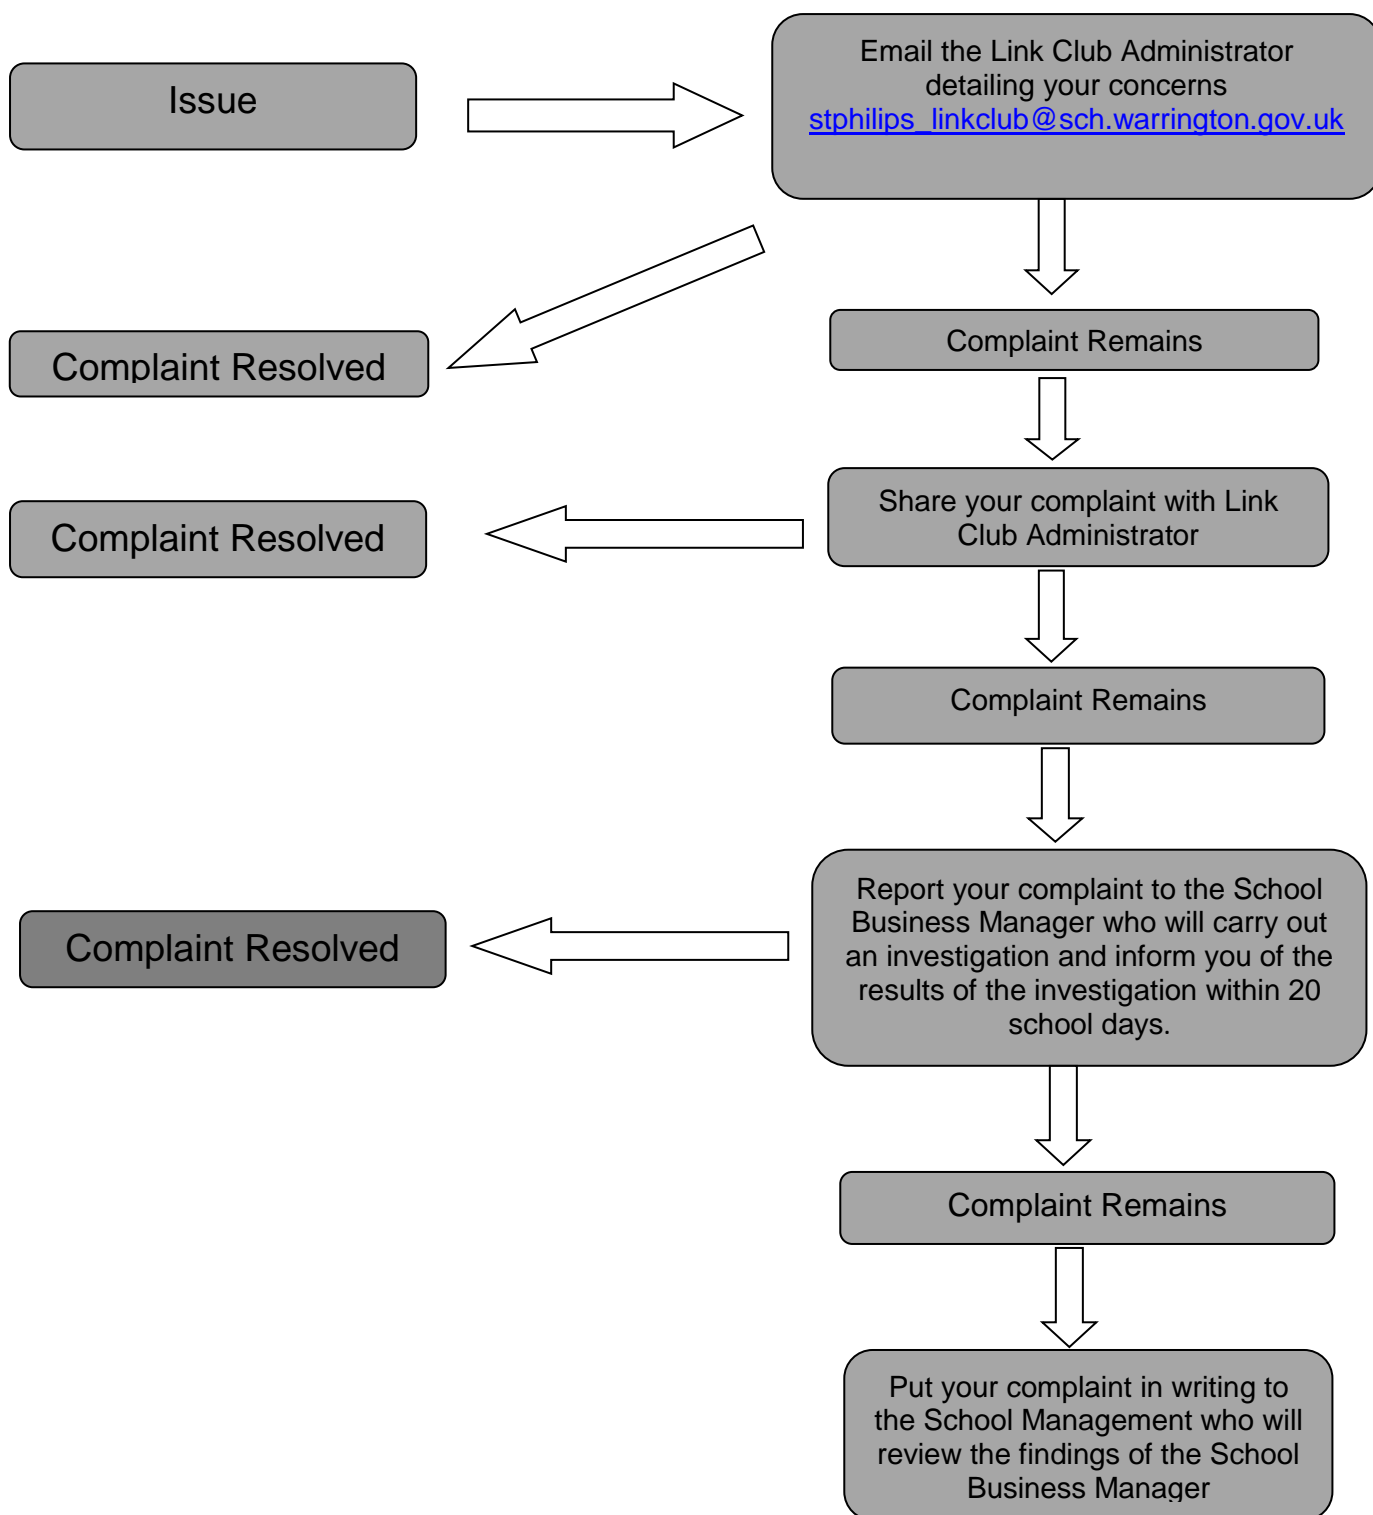 Issue
Email the Link Club Administrator
detailing your concerns
stphilips_linkclub@sch.warrington.gov.uk
Complaint Resolved
Complaint Remains
Complaint Resolved
Share your complaint with Link
Club Administrator
Complaint Remains
Complaint Resolved
Report your complaint to the School
Business Manager who will carry out
an investigation and inform you of the
results of the investigation within 20
school days.
Complaint Remains
Put your complaint in writing to
the School Management who will
review the findings of the School
Business Manager